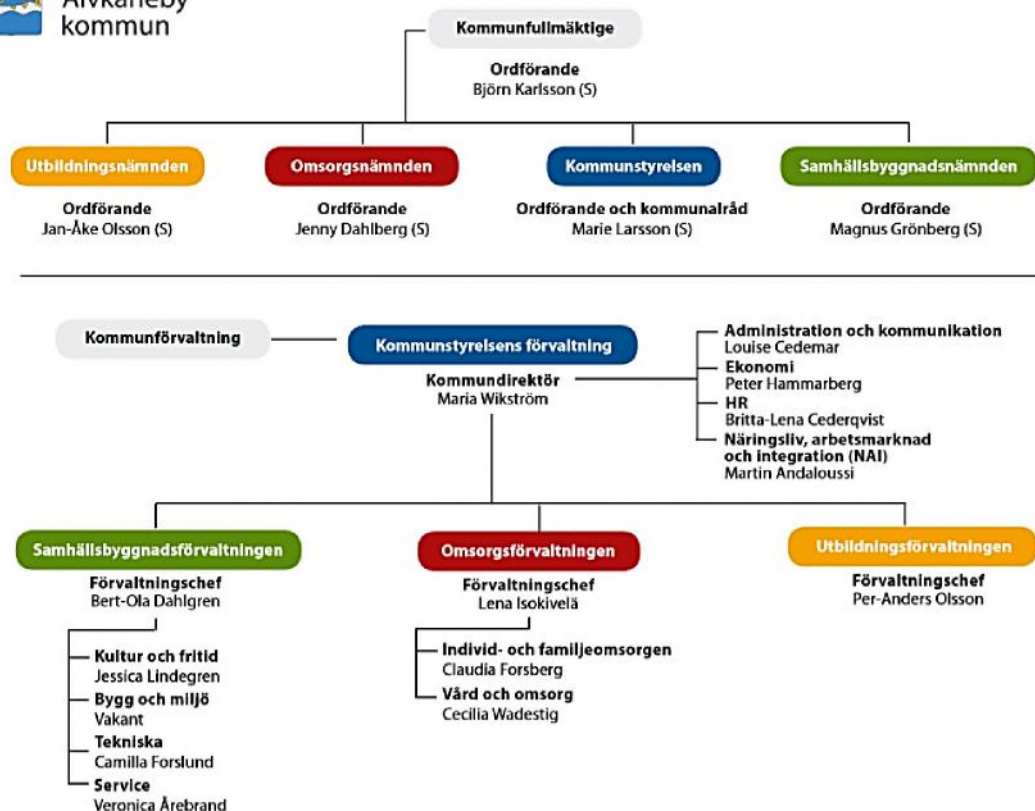 Älvkarleby
kommun
Kommunfullmäktige
Ordförande
Björn Karlsson (S)
Utbildningsnämnden
Ordförande
Jan-Åke Olsson (S)
Omsorgsnämnden
Ordförande
Jenny Dahlberg (S)
Kommunstyrelsen
Ordförande och kommunalråd
Marie Larsson (S)
Samhällsbyggnadsnämnden
Ordförande
Magnus Grönberg (S)
Kommunförvaltning
Kommunstyrelsens förvaltning
Kommundirektör
Maria Wikström
Administration och kommunikation
Louise Cedemar
Ekonomi
Peter Hammarberg
HR
Britta-Lena Cederqvist
Näringsliv, arbetsmarknad
och integration (NAI)
Martin Andaloussi
Samhällsbyggnadsförvaltningen
Förvaltningschef
Bert-Ola Dahlgren
Kultur och fritid
Jessica Lindegren
Bygg och miljö
Vakant
Tekniska
Camilla Forslund
Service
Veronica Årebrand
Omsorgsförvaltningen
Förvaltningschef
Lena Isokivelä
Individ- och familjeomsorgen
Claudia Forsberg
Vård och omsorg
Cecilia Wadestig
Utbildningsförvaltningen
Förvaltningschef
Per-Anders Olsson